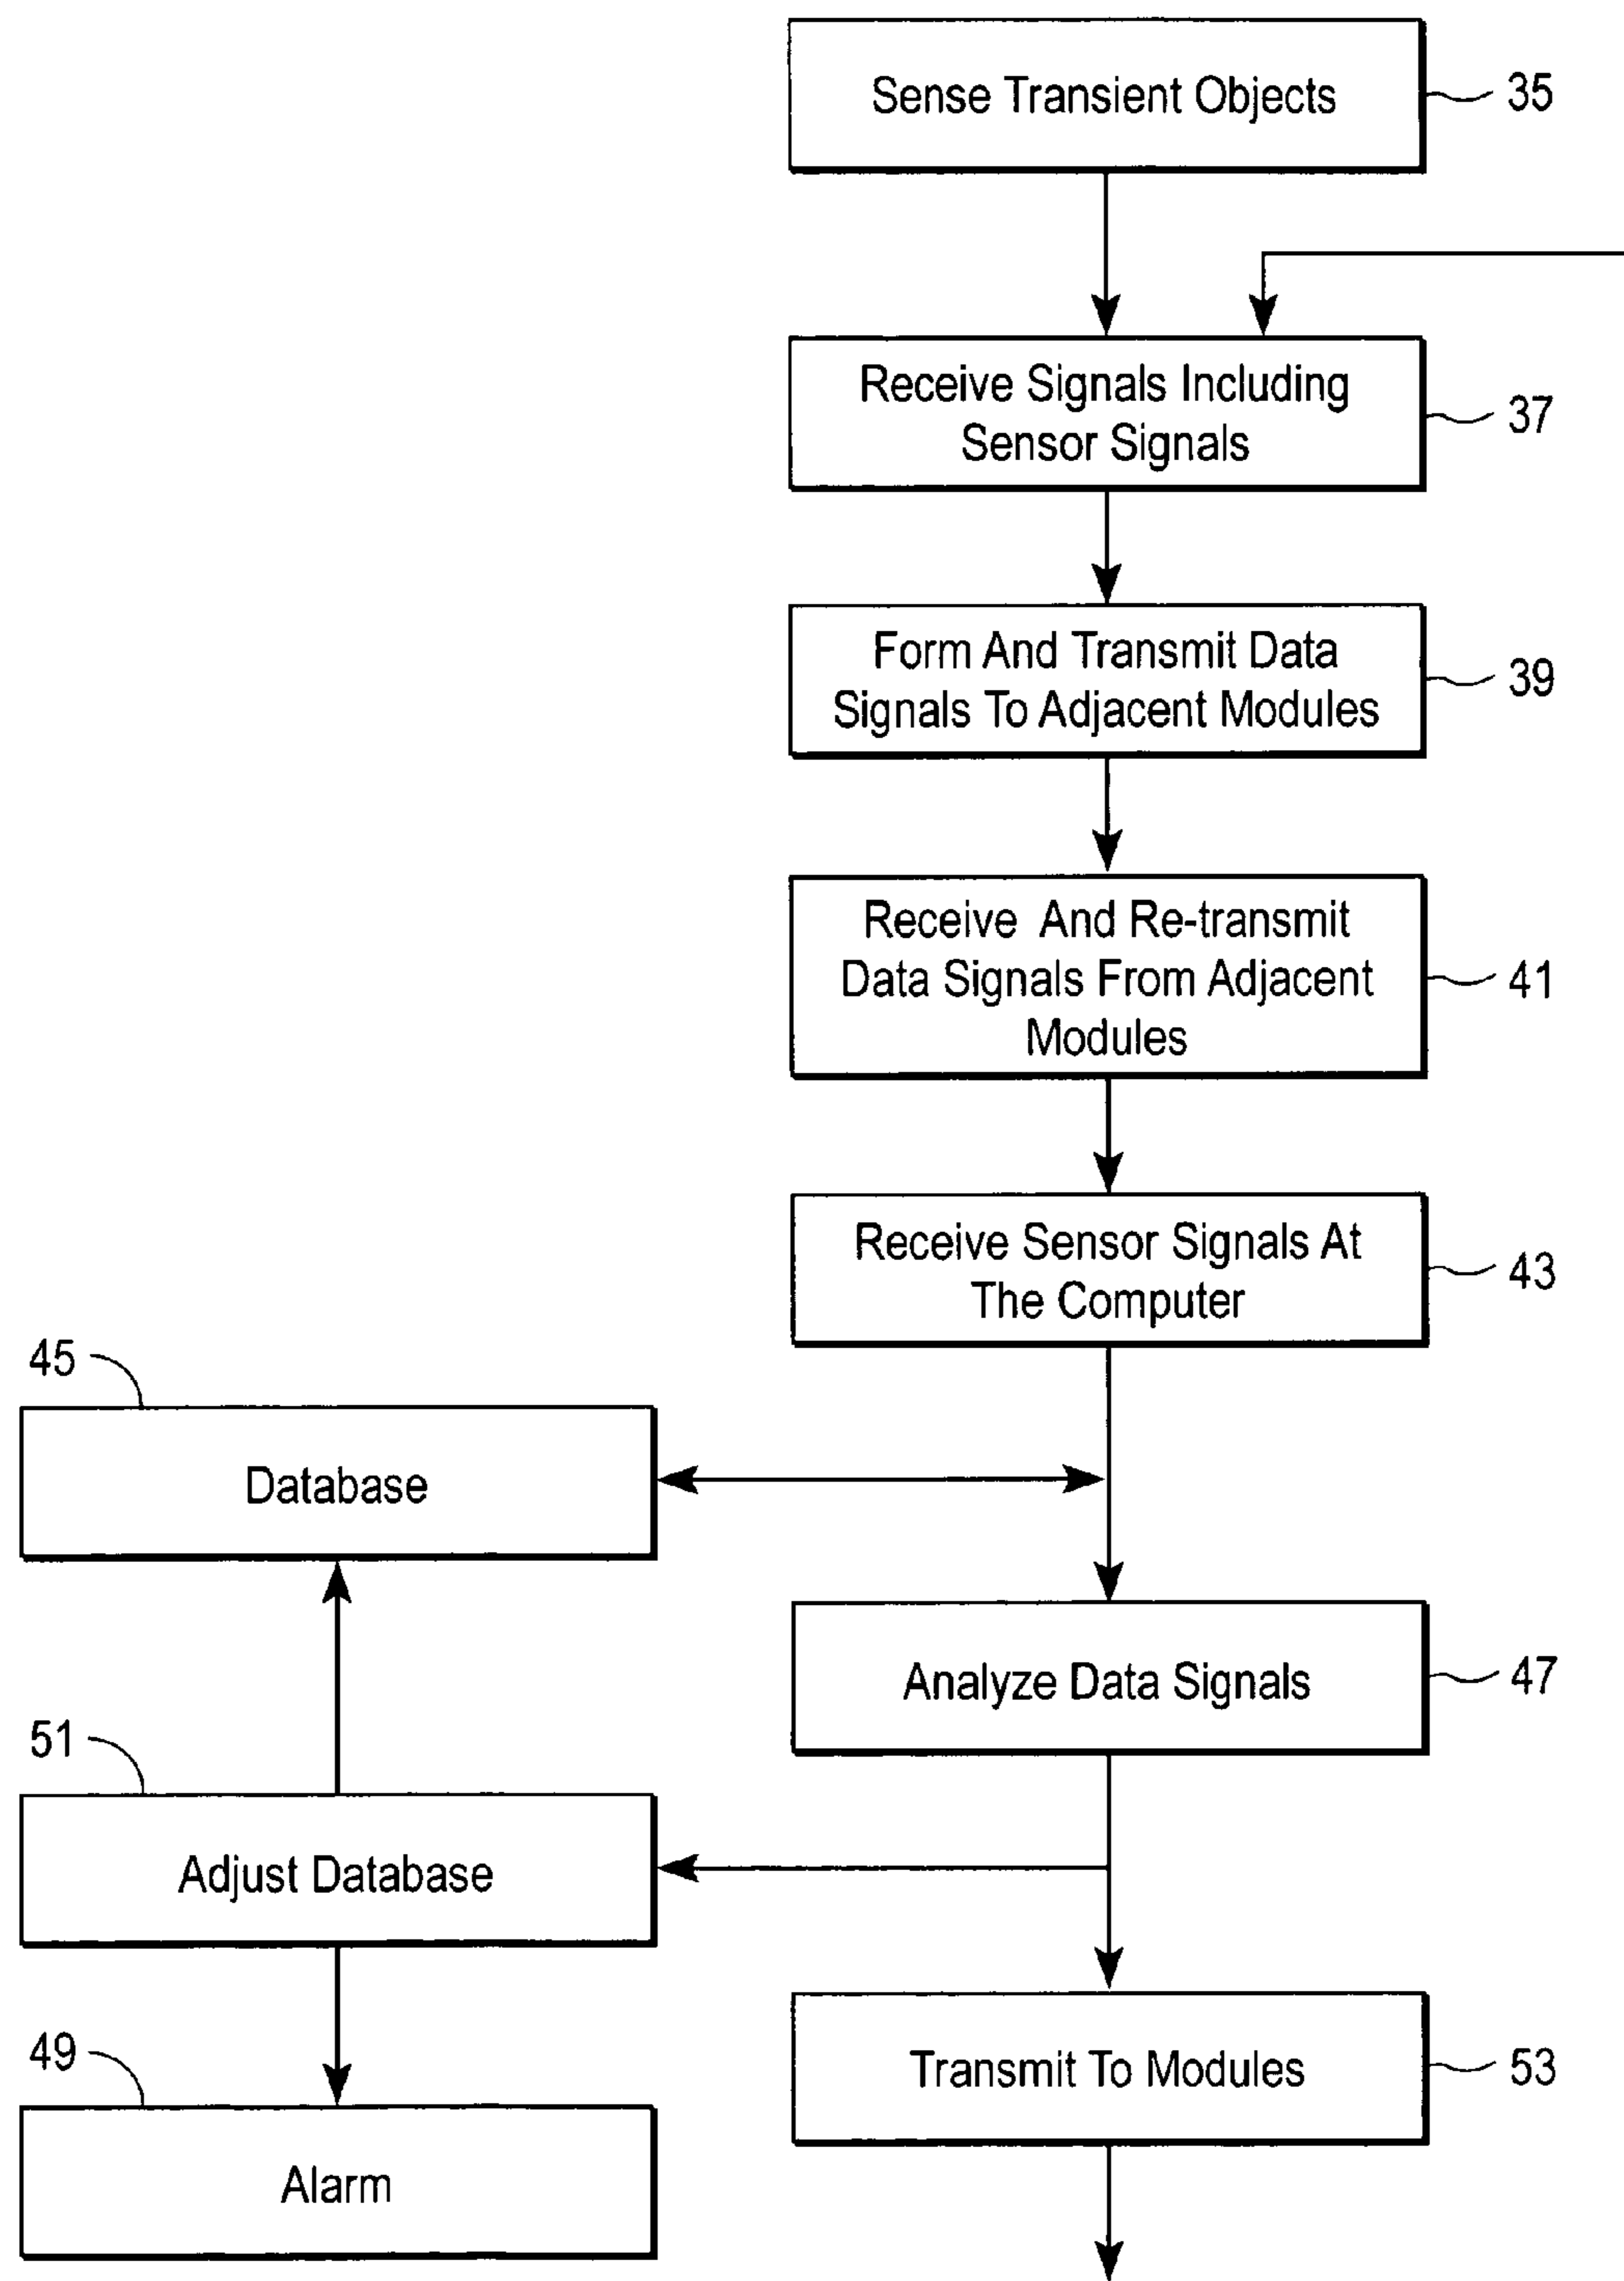 Sense Transient Objects
35
Receive Signals Including
Sensor Signals
37
Form And Transmit Data
Signals To Adjacent Modules
39
Receive And Re-transmit
Data Signals From Adjacent
Modules
41
Receive Sensor Signals At
The Computer
43
45
Database
Analyze Data Signals
47
51
Adjust Database
49
Alarm
Transmit To Modules
53